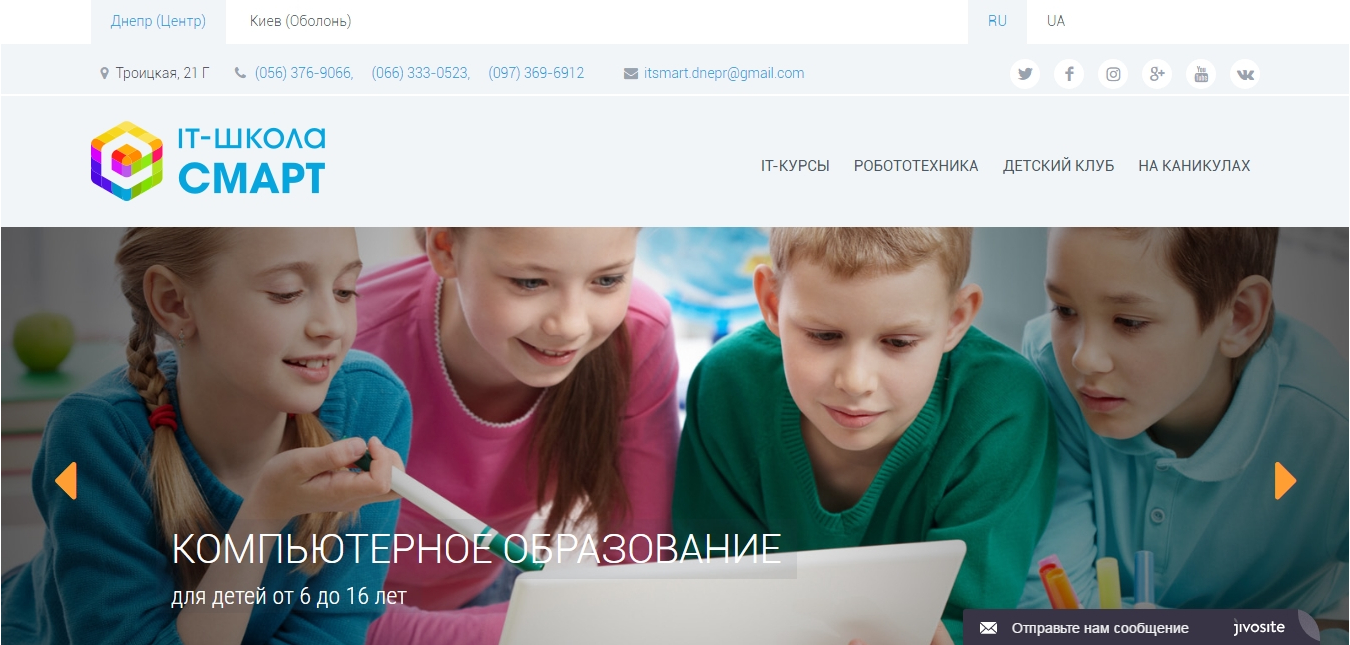 Днепр (Центр) Киев (Оболонь) RU UA
Троицкая, 21 Г (056) 376-9066, (066) 333-0523, (097) 369-6912 itsmart.dnepr@gmail.com
IT-школа
СМАРТ
IT-КУРСЫ РОБОТОТЕХНИКА ДЕТСКИЙ КЛУБ НА КАНИКУЛАХ
КОМПЬЮТЕРНОЕ ОБРАЗОВАНИЕ
для детей от 6 до 16 лет
Отправьте нам сообщение jivosite